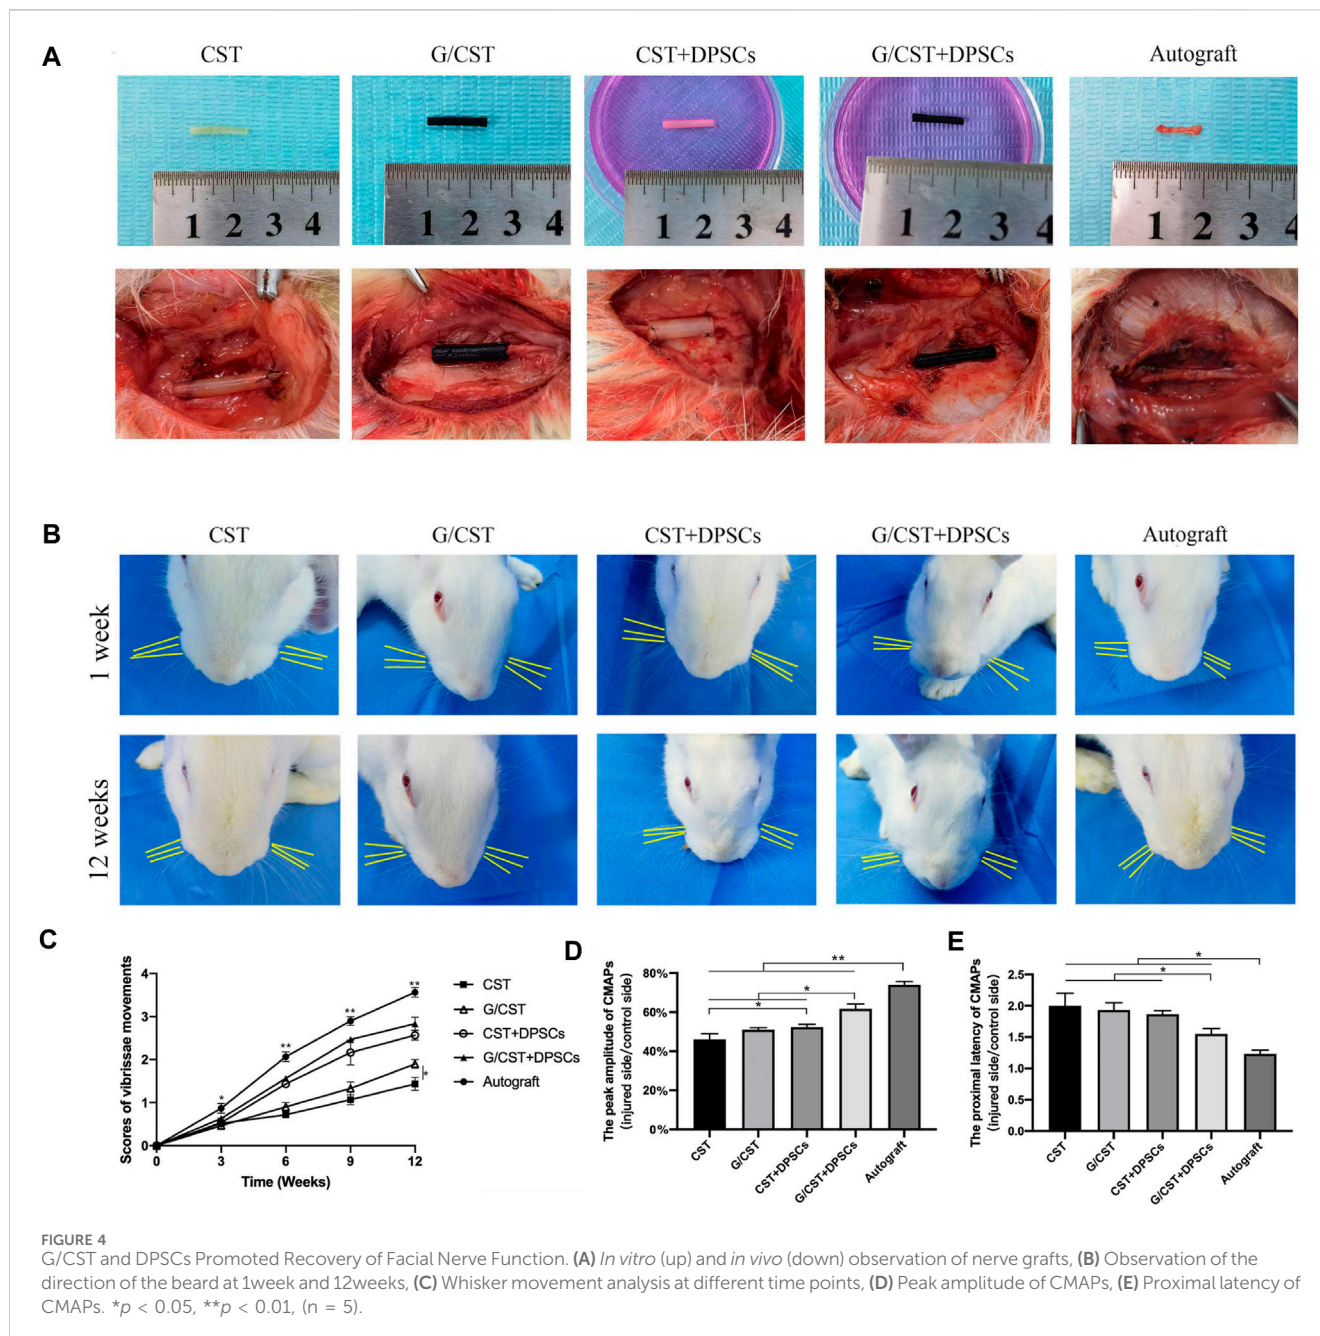 A
CST
G/CST
CST+DPSCs
G/CST+DPSCs
Autograft
1 2 3 4
1 2 3 4
1 2 3 4
1 2 3 4
1 2 3 4
B
CST
G/CST
CST+DPSCs
G/CST+DPSCs
Autograft
1 week
12 weeks
C
Scores of vibrissae movements
4
3
2
1
0
0 3 6 9 12
Time (Weeks)
*
**
**
**
*
CST
G/CST
CST+DPSCs
G/CST+DPSCs
Autograft
D
The peak amplitude of CMAPs
(injured side/control side)
80%
60%
40%
20%
0%
**
*
*
CST
G/CST
CST+DPSCs
G/CST+DPSCs
Autograft
E
The proximal latency of CMAPs
(injured side/control side)
2.5
2.0
1.5
1.0
0.5
0.0
*
*
CST
G/CST
CST+DPSCs
G/CST+DPSCs
Autograft
FIGURE 4
G/CST and DPSCs Promoted Recovery of Facial Nerve Function. (A) In vitro (up) and in vivo (down) observation of nerve grafts, (B) Observation of the
direction of the beard at 1week and 12weeks, (C) Whisker movement analysis at different time points, (D) Peak amplitude of CMAPs, (E) Proximal latency of
CMAPs. *p < 0.05, **p < 0.01, (n = 5).